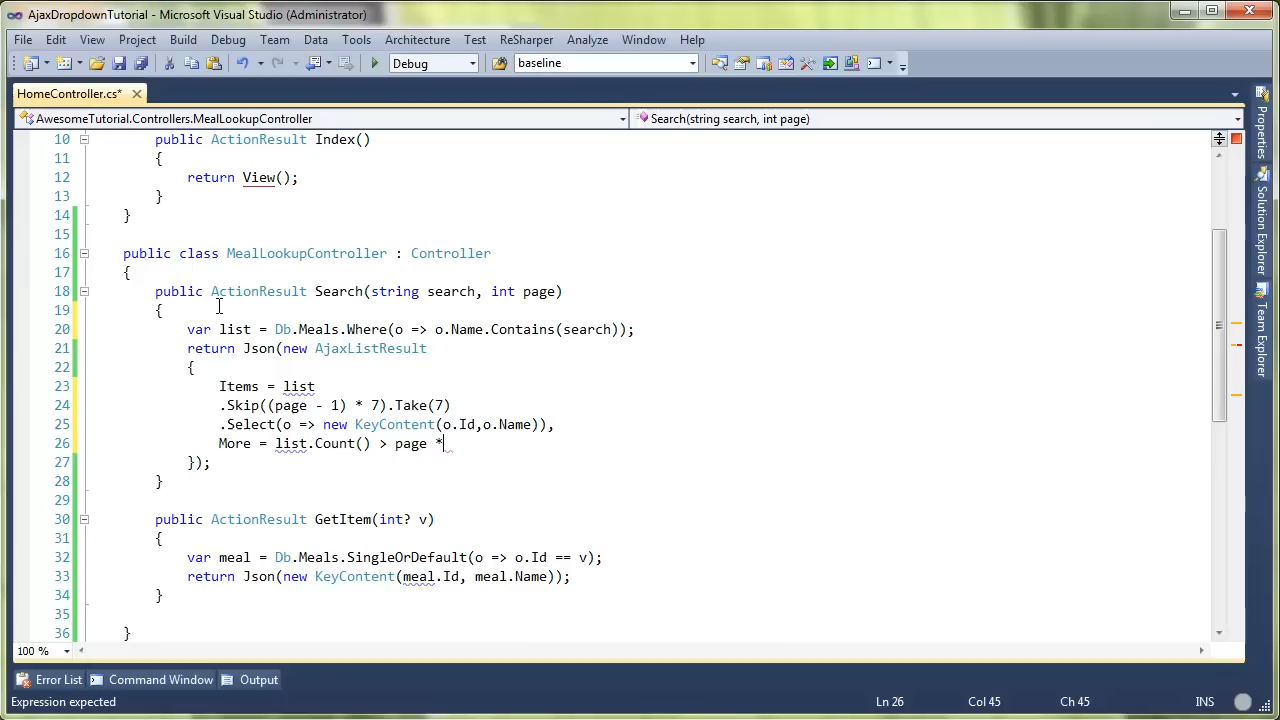 AjaxDropdownTutorial - Microsoft Visual Studio (Administrator)
File Edit View Project Build Debug Team Data Tools Architecture Test ReSharper Analyze Window Help
Debug baseline
HomeController.cs*
AwesomeTutorial.Controllers.MealLookupController Search(string search, int page)
10 public ActionResult Index()
11 {
12 return View();
13 }
14 }
15
16 public class MealLookupController : Controller
17 {
18 public ActionResult Search(string search, int page)
19 {
20 var list = Db.Meals.Where(o => o.Name.Contains(search));
21 return Json(new AjaxListResult
22 {
23 Items = list
24 .Skip((page - 1) * 7).Take(7)
25 .Select(o => new KeyContent(o.Id,o.Name)),
26 More = list.Count() > page *
27 });
28 }
29
30 public ActionResult GetItem(int? v)
31 {
32 var meal = Db.Meals.SingleOrDefault(o => o.Id == v);
33 return Json(new KeyContent(meal.Id, meal.Name));
34 }
35
36 }
100 %
Properties
Solution Explorer
Team Explorer
Error List Command Window Output
Expression expected Ln 26 Col 45 Ch 45 INS